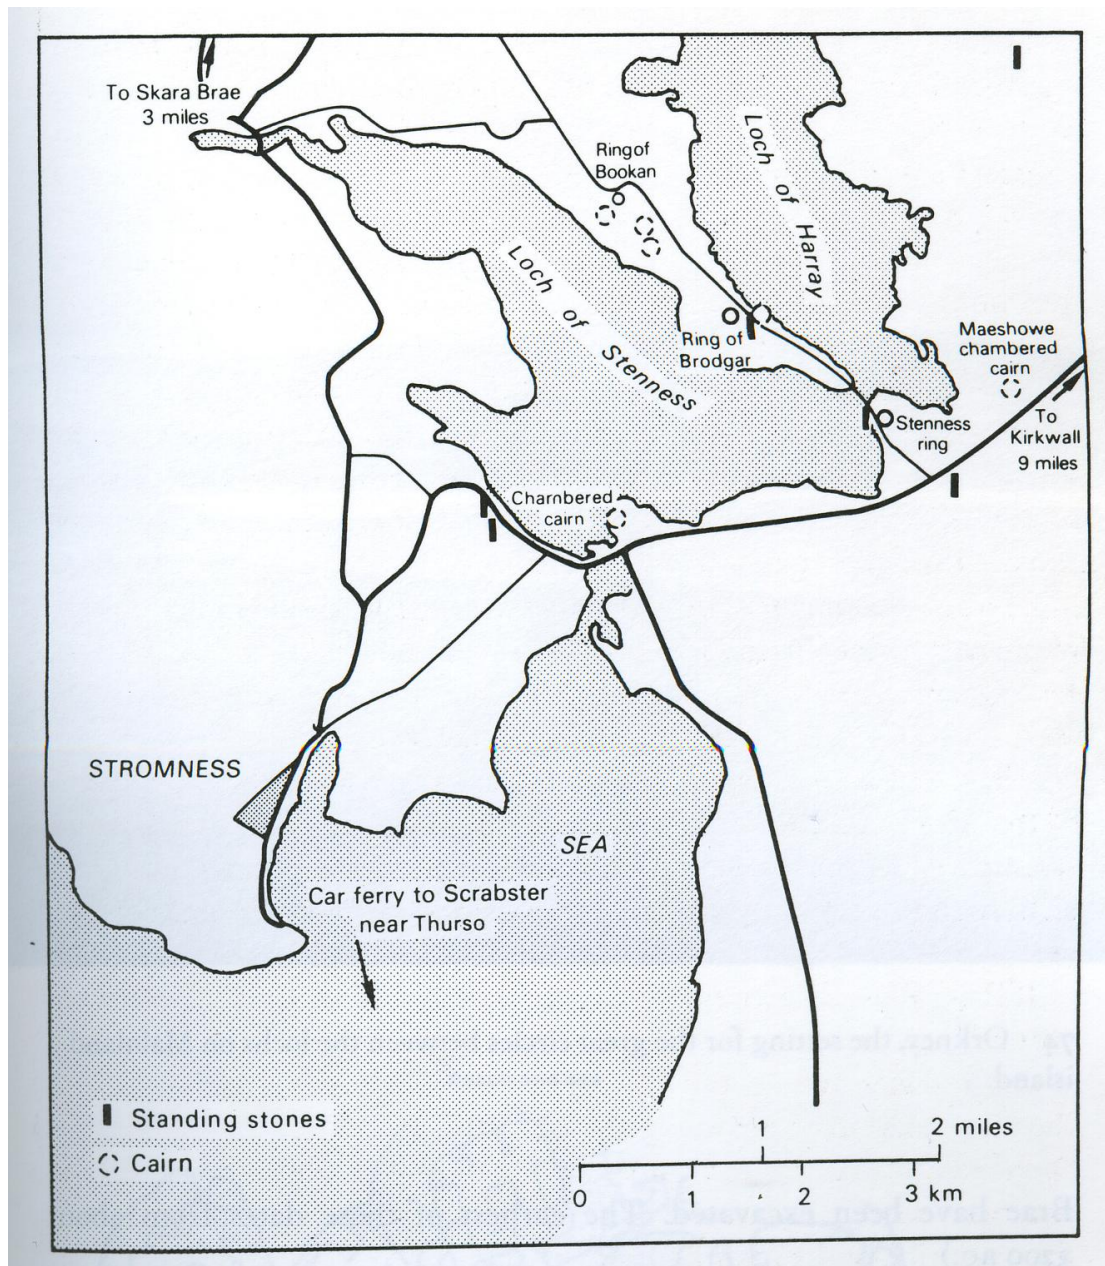 To Skara Brae
3 miles
Ringof
Bookan
Loch of Harray
Loch of Stenness
Ring of
Brodgar
Maeshowe
chambered
cairn
Stenness
ring
To
Kirkwall
9 miles
Chambered
cairn
STROMNESS
SEA
Car ferry to Scrabster
near Thurso
Standing stones
Cairn
1 2 miles
0 1 2 3 km